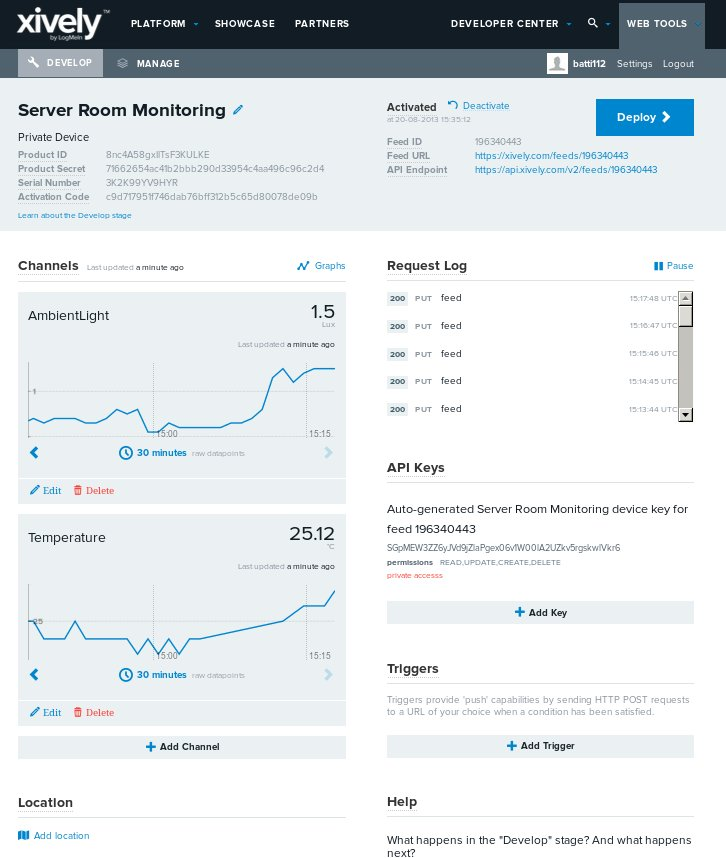 xively™
by LogMeIn
PLATFORM SHOWCASE PARTNERS DEVELOPER CENTER WEB TOOLS
DEVELOP MANAGE batti112 Settings Logout
Server Room Monitoring
Private Device
Product ID 8nc4A58gxlITsF3KULKE
Product Secret 71662654ac41b2bbb290d33954c4aa496c96c2d4
Serial Number 3K2K99YV9HYR
Activation Code c9d717951f746dab76bff312b5c65d80078de09b
Learn about the Develop stage
Activated Deactivate
at 20-08-2013 15:35:12
Deploy
Feed ID 196340443
Feed URL https://xively.com/feeds/196340443
API Endpoint https://api.xively.com/v2/feeds/196340443
Channels Last updated a minute ago Graphs
AmbientLight 1.5
Lux
Last updated a minute ago
1
15:00 15:15
30 minutes raw datapoints
Edit Delete
Temperature 25.12
°C
Last updated a minute ago
25
15:00 15:15
30 minutes raw datapoints
Edit Delete
Add Channel
Location
Add location
Request Log Pause
200 PUT feed 15:17:48 UTC
200 PUT feed 15:16:47 UTC
200 PUT feed 15:15:46 UTC
200 PUT feed 15:14:45 UTC
200 PUT feed 15:13:44 UTC
API Keys
Auto-generated Server Room Monitoring device key for
feed 196340443
permissions READ,UPDATE,CREATE,DELETE
private accesss
Add Key
Triggers
Triggers provide 'push' capabilities by sending HTTP POST requests
to a URL of your choice when a condition has been satisfied.
Add Trigger
Help
What happens in the "Develop" stage? And what happens
next?